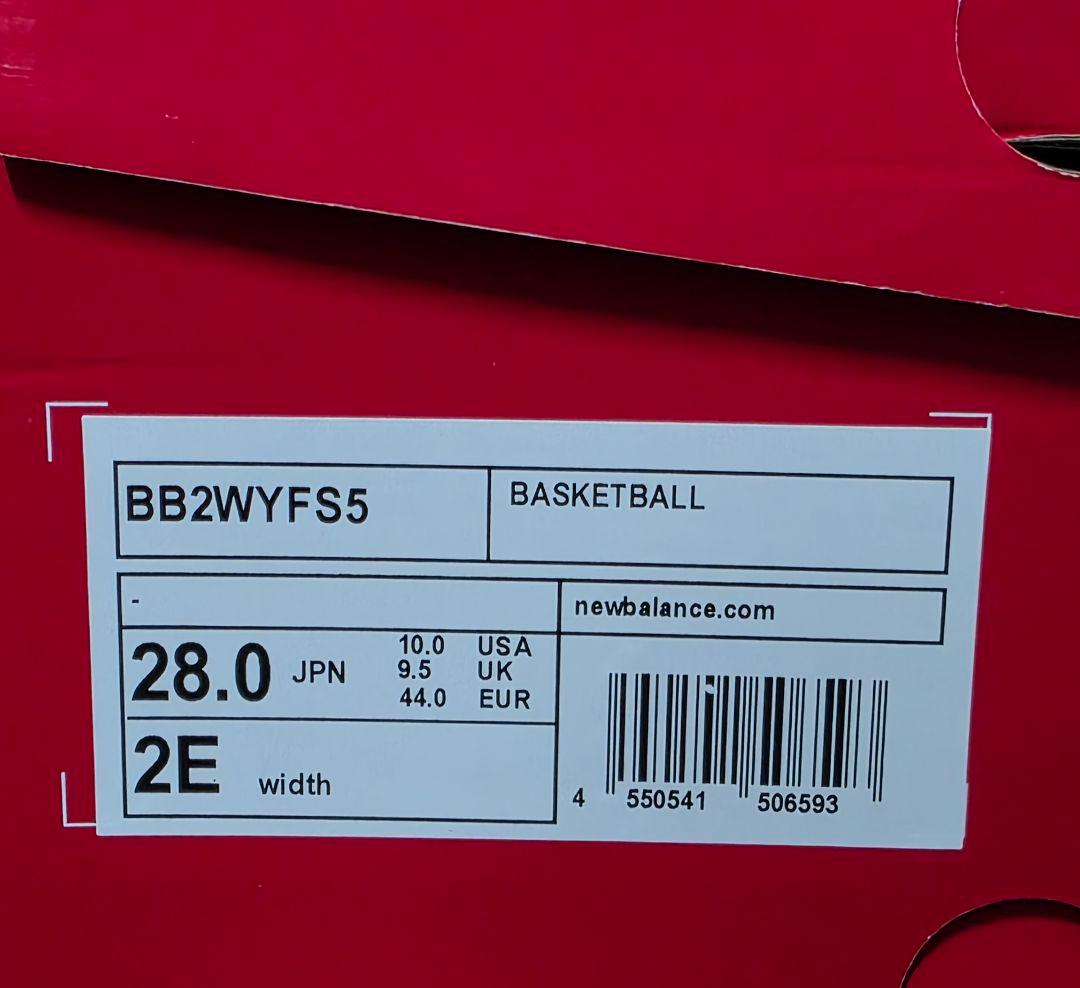 BB2WYFS5
BASKETBALL
-
newbalance.com
28.0 JPN
10.0 USA
9.5 UK
44.0 EUR
2E width
4 550541 506593